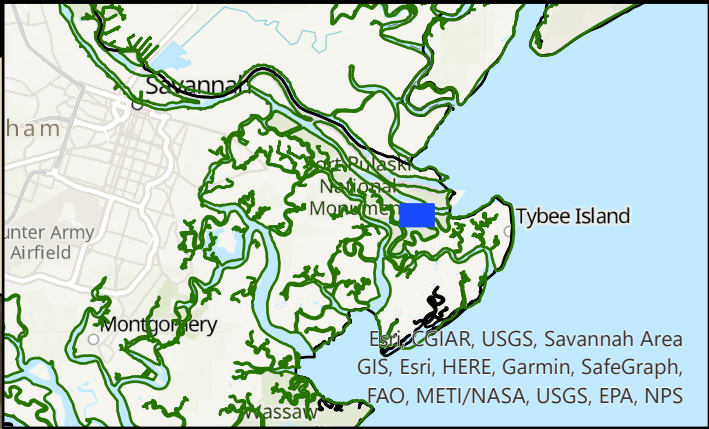 Savannah
ham
Fort Pulaski
National
Monument
Tybee Island
unter Army
Airfield
Montgomery
Esri, CGIAR, USGS, Savannah Area
GIS, Esri, HERE, Garmin, SafeGraph,
FAO, METI/NASA, USGS, EPA, NPS
Wassaw